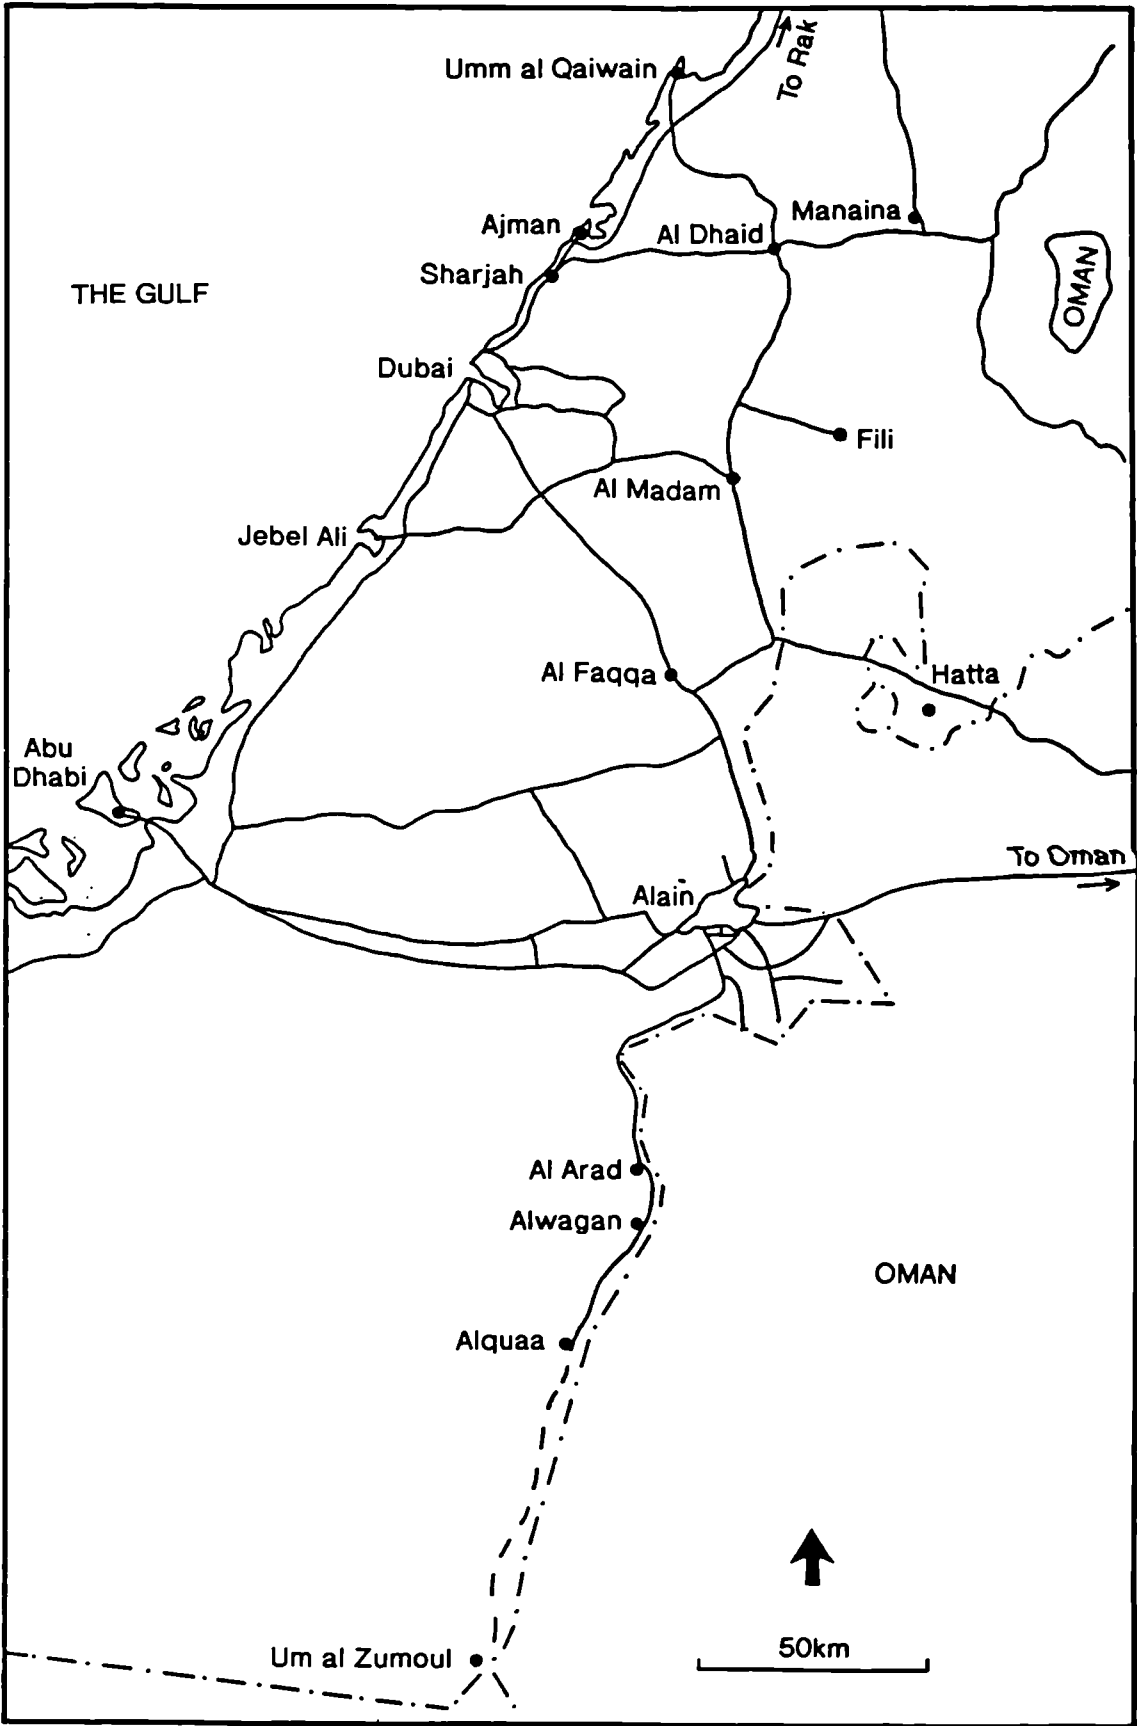 Umm al Qaiwain
To Rak
Ajman
Al Dhaid
Manaina
Sharjah
THE GULF
OMAN
Dubai
Fili
Al Madam
Jebel Ali
Al Faqqa
Hatta
Abu
Dhabi
To Oman
Alain
Al Arad
Alwagan
OMAN
Alquaa
50km
Um al Zumoul